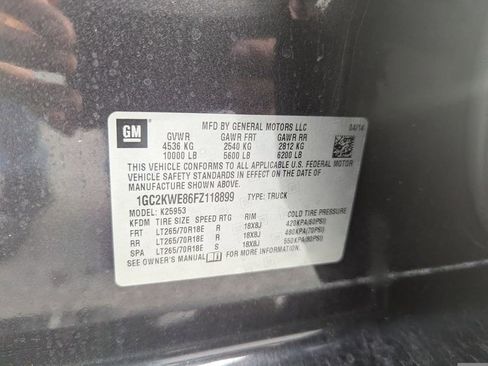 GM
MFD BY GENERAL MOTORS LLC
04/14
GVWR GAWR FRT GAWR RR
4536 KG 2540 KG 2812 KG
10000 LB 5600 LB 6200 LB
THIS VEHICLE CONFORMS TO ALL APPLICABLE U.S. FEDERAL MOTOR
VEHICLE SAFETY STANDARDS IN EFFECT ON THE DATE OF
MANUFACTURE SHOWN ABOVE.
1GC2KWE86FZ118899 TYPE: TRUCK
MODEL: K25953
KFDM TIRE SIZE SPEED RTG RIM COLD TIRE PRESSURE
FRT LT265/70R18E R 18X8J 420KPA(60PSI)
RR LT265/70R18E R 18X8J 480KPA(70PSI)
SPA LT265/70R18E S 18X8J 550KPA(80PSI)
SEE OWNER'S MANUAL FOR MORE INFORMATION.